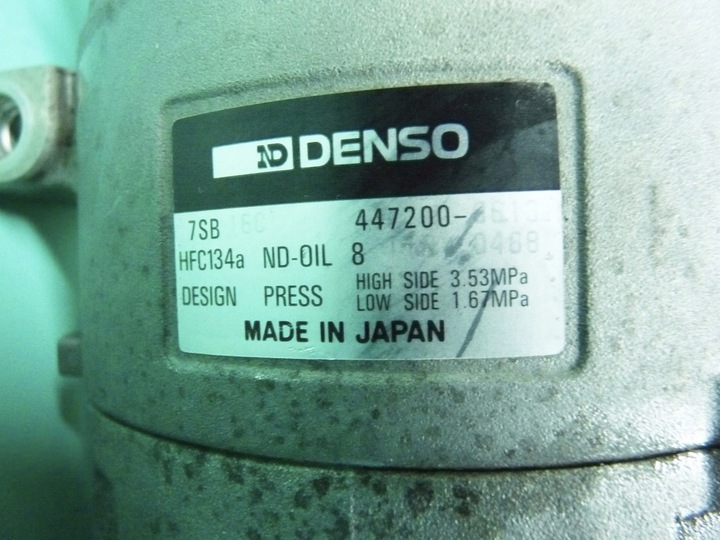 ND DENSO
7SB 447200-
HFC134a ND-OIL 8
DESIGN PRESS HIGH SIDE 3.53MPa
LOW SIDE 1.67MPa
MADE IN JAPAN